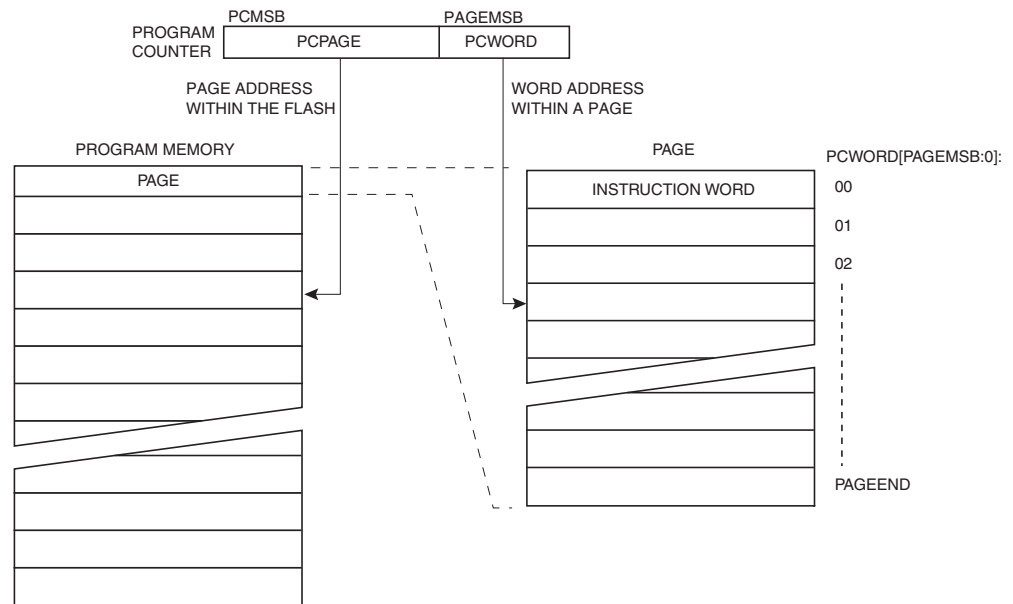 PCMSB
PAGEMSB
PROGRAM
COUNTER
PCPAGE
PCWORD
PAGE ADDRESS
WITHIN THE FLASH
WORD ADDRESS
WITHIN A PAGE
PROGRAM MEMORY
PAGE
PAGE
INSTRUCTION WORD
PCWORD[PAGEMSB:0]:
00
01
02
PAGEEND